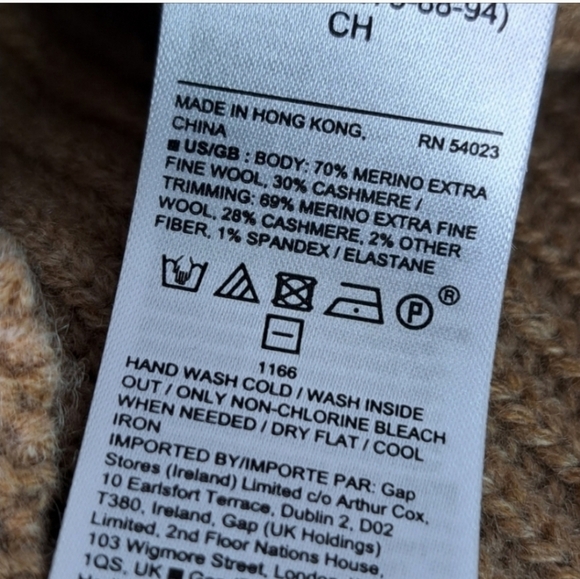 CH
MADE IN HONG KONG, RN 54023
CHINA
■ US/GB : BODY: 70% MERINO EXTRA
FINE WOOL, 30% CASHMERE /
TRIMMING: 69% MERINO EXTRA FINE
WOOL, 28% CASHMERE, 2% OTHER
FIBER, 1% SPANDEX / ELASTANE
P ®
1166
HAND WASH COLD / WASH INSIDE
OUT / ONLY NON-CHLORINE BLEACH
WHEN NEEDED / DRY FLAT / COOL
IRON
IMPORTED BY/IMPORTE PAR: Gap
Stores (Ireland) Limited c/o Arthur Cox,
10 Earlsfort Terrace, Dublin 2, D02
T380, Ireland, Gap (UK Holdings)
Limited, 2nd Floor Nations House,
103 Wigmore Street, London
1QS, UK ■